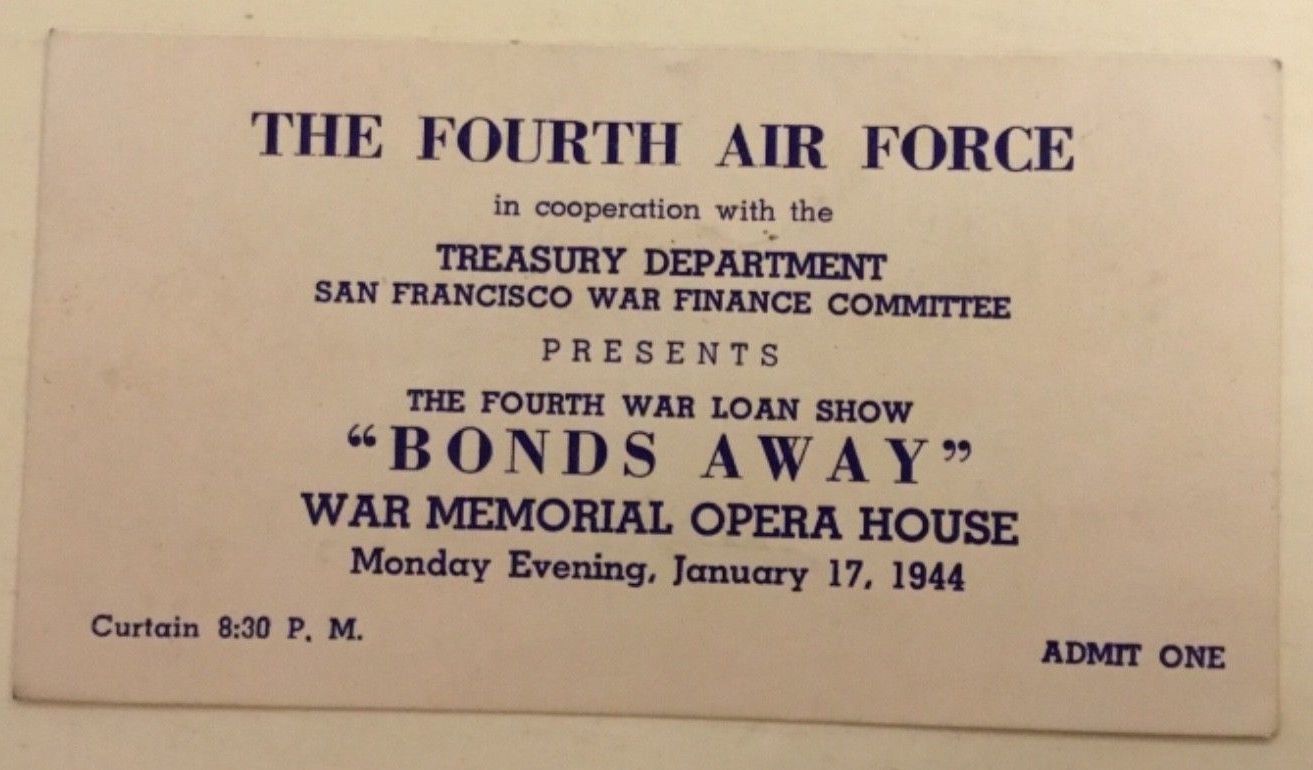 THE FOURTH AIR FORCE
in cooperation with the
TREASURY DEPARTMENT
SAN FRANCISCO WAR FINANCE COMMITTEE
PRESENTS
THE FOURTH WAR LOAN SHOW
“BONDS AWAY”
WAR MEMORIAL OPERA HOUSE
Monday Evening, January 17, 1944
Curtain 8:30 P. M.
ADMIT ONE